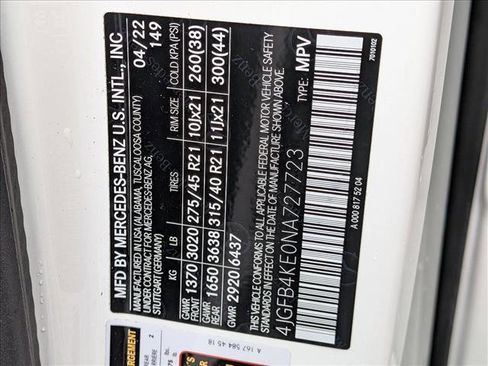 MFD BY MERCEDES-BENZ U.S. INTL., INC
04/22
MANUFACTURED IN USA (ALABAMA, TUSCALOOSA COUNTY)
149
UNDER CONTRACT FOR MERCEDES-BENZ AG,
STUTTGART (GERMANY)
KG LB TIRES RIM SIZE COLD KPA (PSI)
GAWR FRONT 1370 3020 275/45 R21 10Jx21 260(38)
GAWR REAR 1650 3638 315/40 R21 11Jx21 300(44)
GVWR 2920 6437
THIS VEHICLE CONFORMS TO ALL APPLICABLE FEDERAL MOTOR VEHICLE SAFETY
STANDARDS IN EFFECT ON THE DATE OF MANUFACTURE SHOWN ABOVE.
4JGFB4KE0NA727723
TYPE: MPV
A 000 817 52 04
7010102
A 167 584 45 18